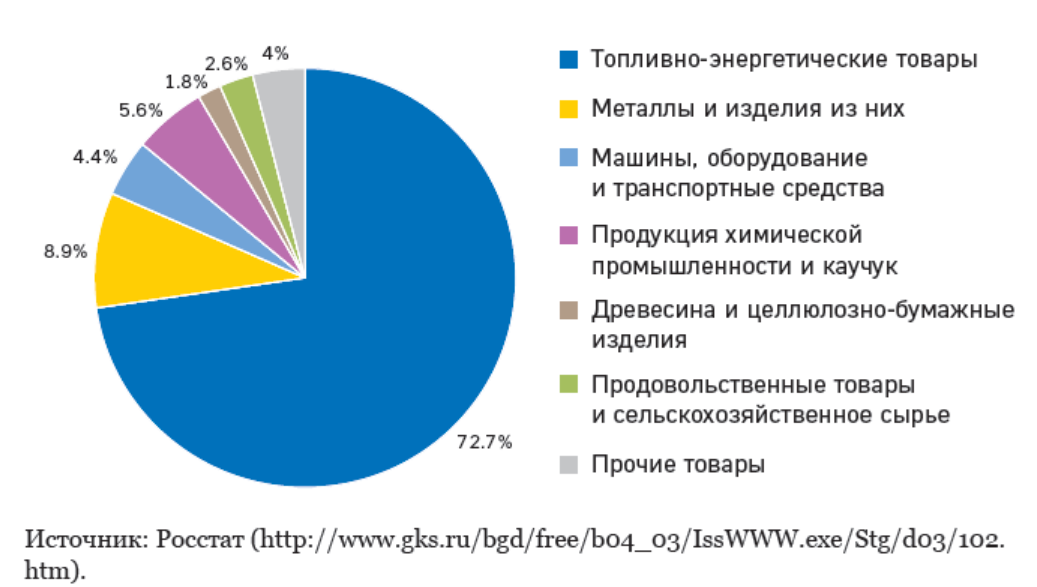 4%
2.6%
1.8%
5.6%
4.4%
8.9%
72.7%
Топливно-энергетические товары
Металлы и изделия из них
Машины, оборудование
и транспортные средства
Продукция химической
промышленности и каучук
Древесина и целлюлозно-бумажные
изделия
Продовольственные товары
и сельскохозяйственное сырье
Прочие товары
Источник: Росстат (http://www.gks.ru/bgd/free/b04_03/IssWWW.exe/Stg/d03/102.
htm).